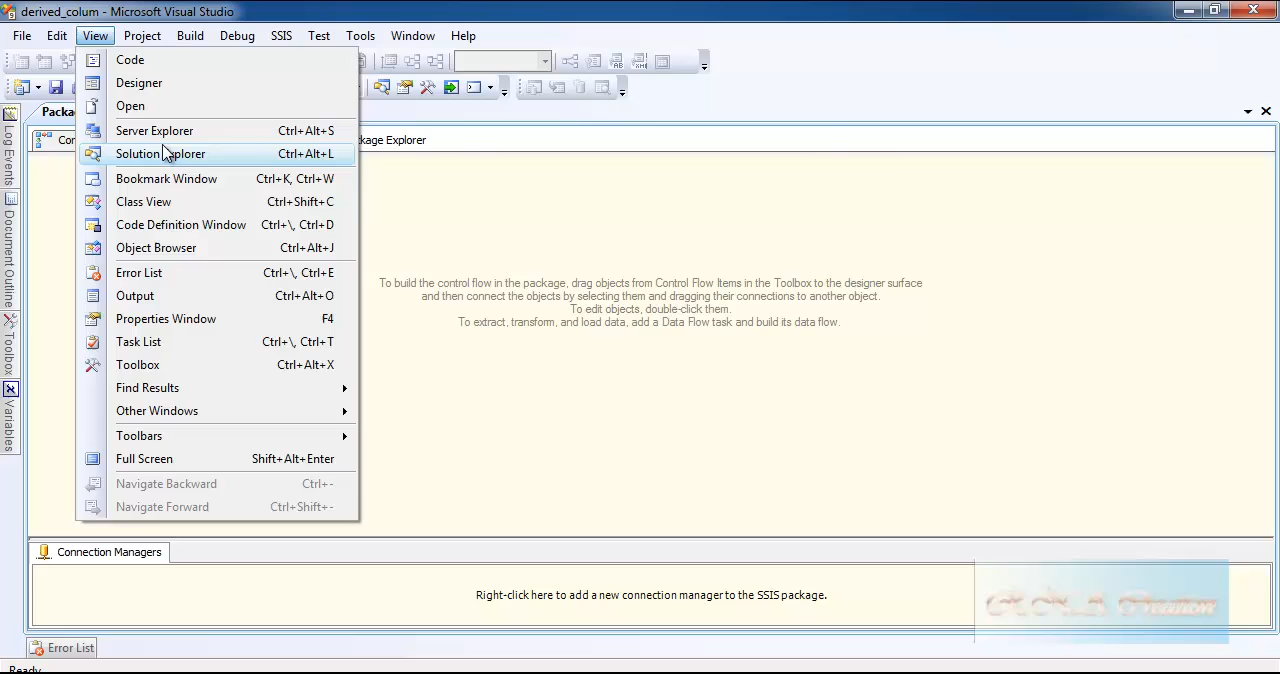 derived_colum - Microsoft Visual Studio
File Edit View Project Build Debug SSIS Test Tools Window Help
Code
Designer
Open
Server Explorer Ctrl+Alt+S
Solution Explorer Ctrl+Alt+L
Bookmark Window Ctrl+K, Ctrl+W
Class View Ctrl+Shift+C
Code Definition Window Ctrl+\, Ctrl+D
Object Browser Ctrl+Alt+J
Error List Ctrl+\, Ctrl+E
Output Ctrl+Alt+O
Properties Window F4
Task List Ctrl+\, Ctrl+T
Toolbox Ctrl+Alt+X
Find Results
Other Windows
Toolbars
Full Screen Shift+Alt+Enter
Navigate Backward Ctrl+-
Navigate Forward Ctrl+Shift+-
Log Events
Document Outline
Toolbox
Variables
Packa
Con
kage Explorer
To build the control flow in the package, drag objects from Control Flow Items in the Toolbox to the designer surface
and then connect the objects by selecting them and dragging their connections to another object.
To edit objects, double-click them.
To extract, transform, and load data, add a Data Flow task and build its data flow.
Connection Managers
Right-click here to add a new connection manager to the SSIS package.
Error List
Ready